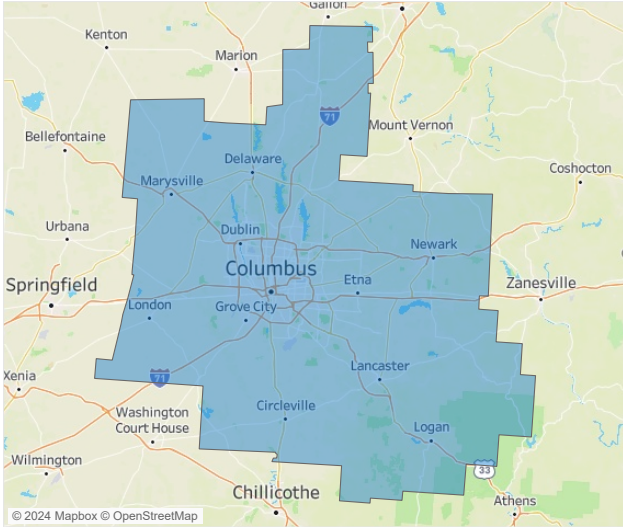 Galion
Kenton
Marion
71
Mount Vernon
Bellefontaine
Delaware
Coshocton
Marysville
Urbana
Dublin
Newark
Columbus
Etna
Springfield
Zanesville
London
Grove City
Lancaster
Xenia
71
Circleville
Washington
Court House
Logan
Wilmington
33
Chillicothe
Athens
© 2024 Mapbox © OpenStreetMap